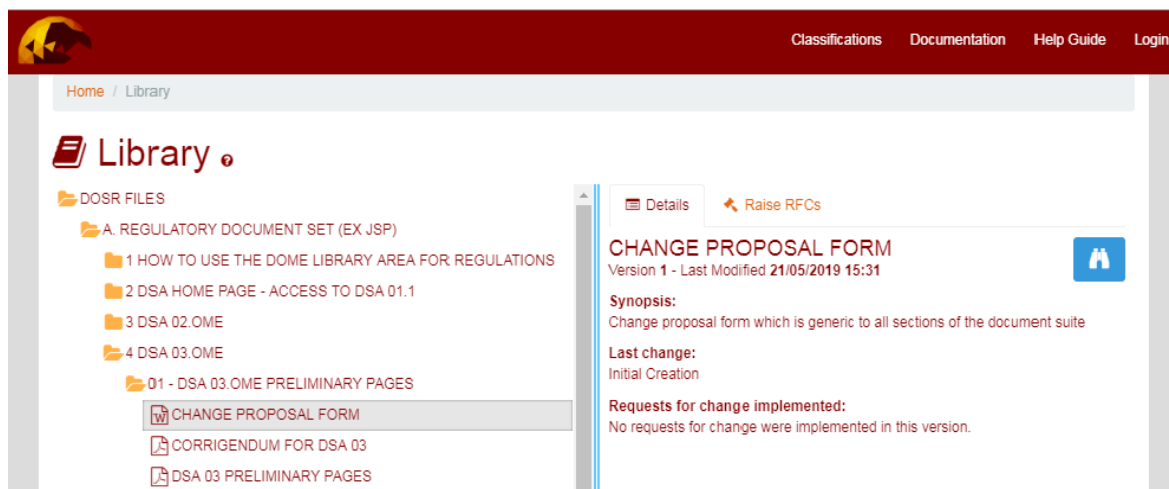 Classifications Documentation Help Guide Login
Home / Library
Library
DOSR FILES
A. REGULATORY DOCUMENT SET (EX JSP)
1 HOW TO USE THE DOME LIBRARY AREA FOR REGULATIONS
2 DSA HOME PAGE - ACCESS TO DSA 01.1
3 DSA 02.OME
4 DSA 03.OME
01 - DSA 03.OME PRELIMINARY PAGES
CHANGE PROPOSAL FORM
CORRIGENDUM FOR DSA 03
DSA 03 PRELIMINARY PAGES
Details Raise RFCs
CHANGE PROPOSAL FORM
Version 1 - Last Modified 21/05/2019 15:31
Synopsis:
Change proposal form which is generic to all sections of the document suite
Last change:
Initial Creation
Requests for change implemented:
No requests for change were implemented in this version.